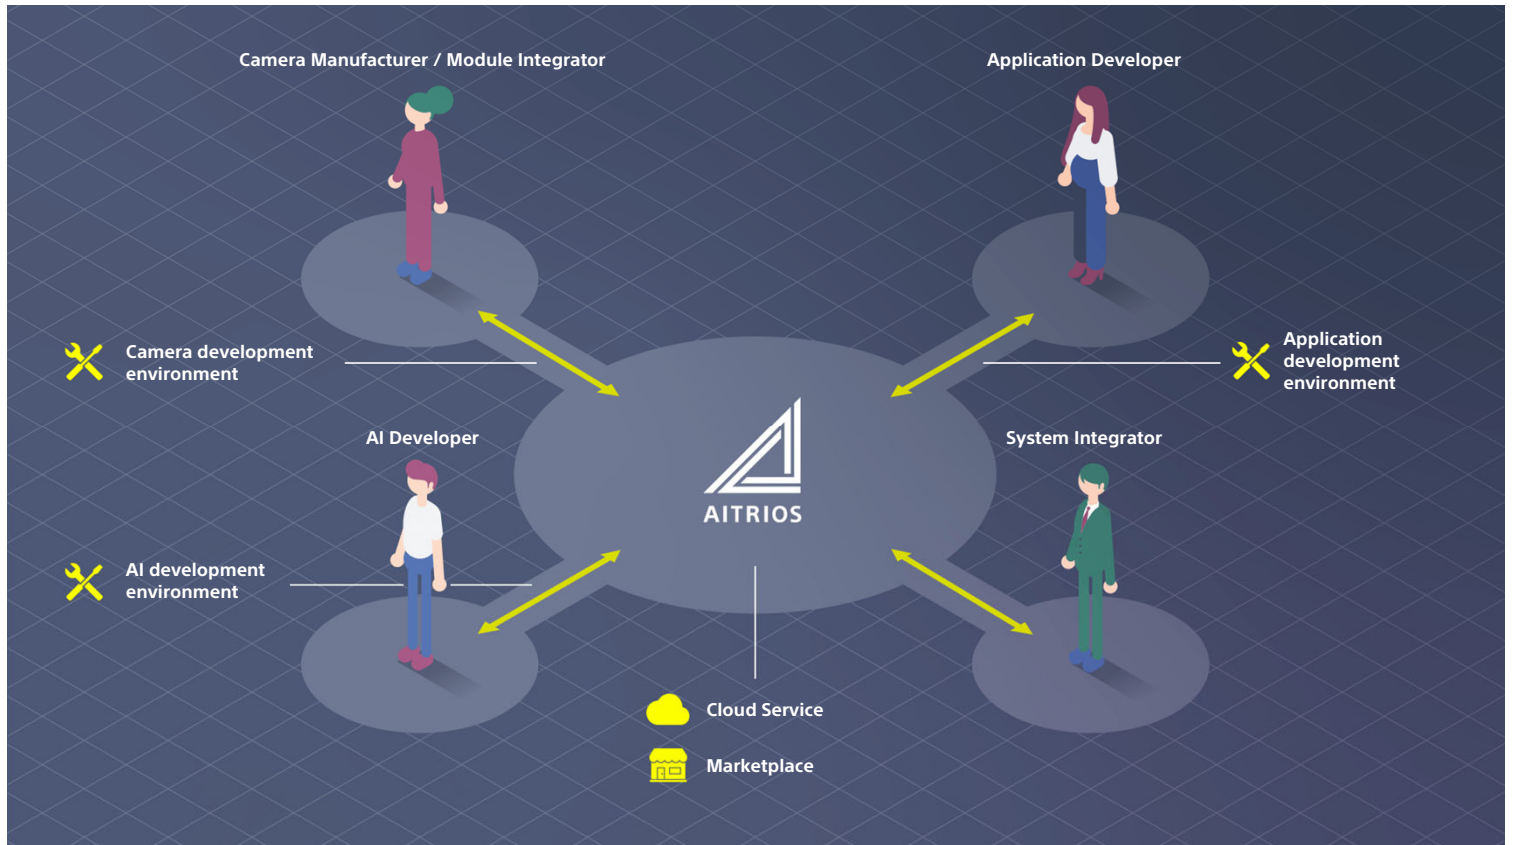 Camera Manufacturer / Module Integrator
Application Developer
Camera development
environment
Application
development
environment
AI Developer
System Integrator
AITRIOS
AI development
environment
Cloud Service
Marketplace